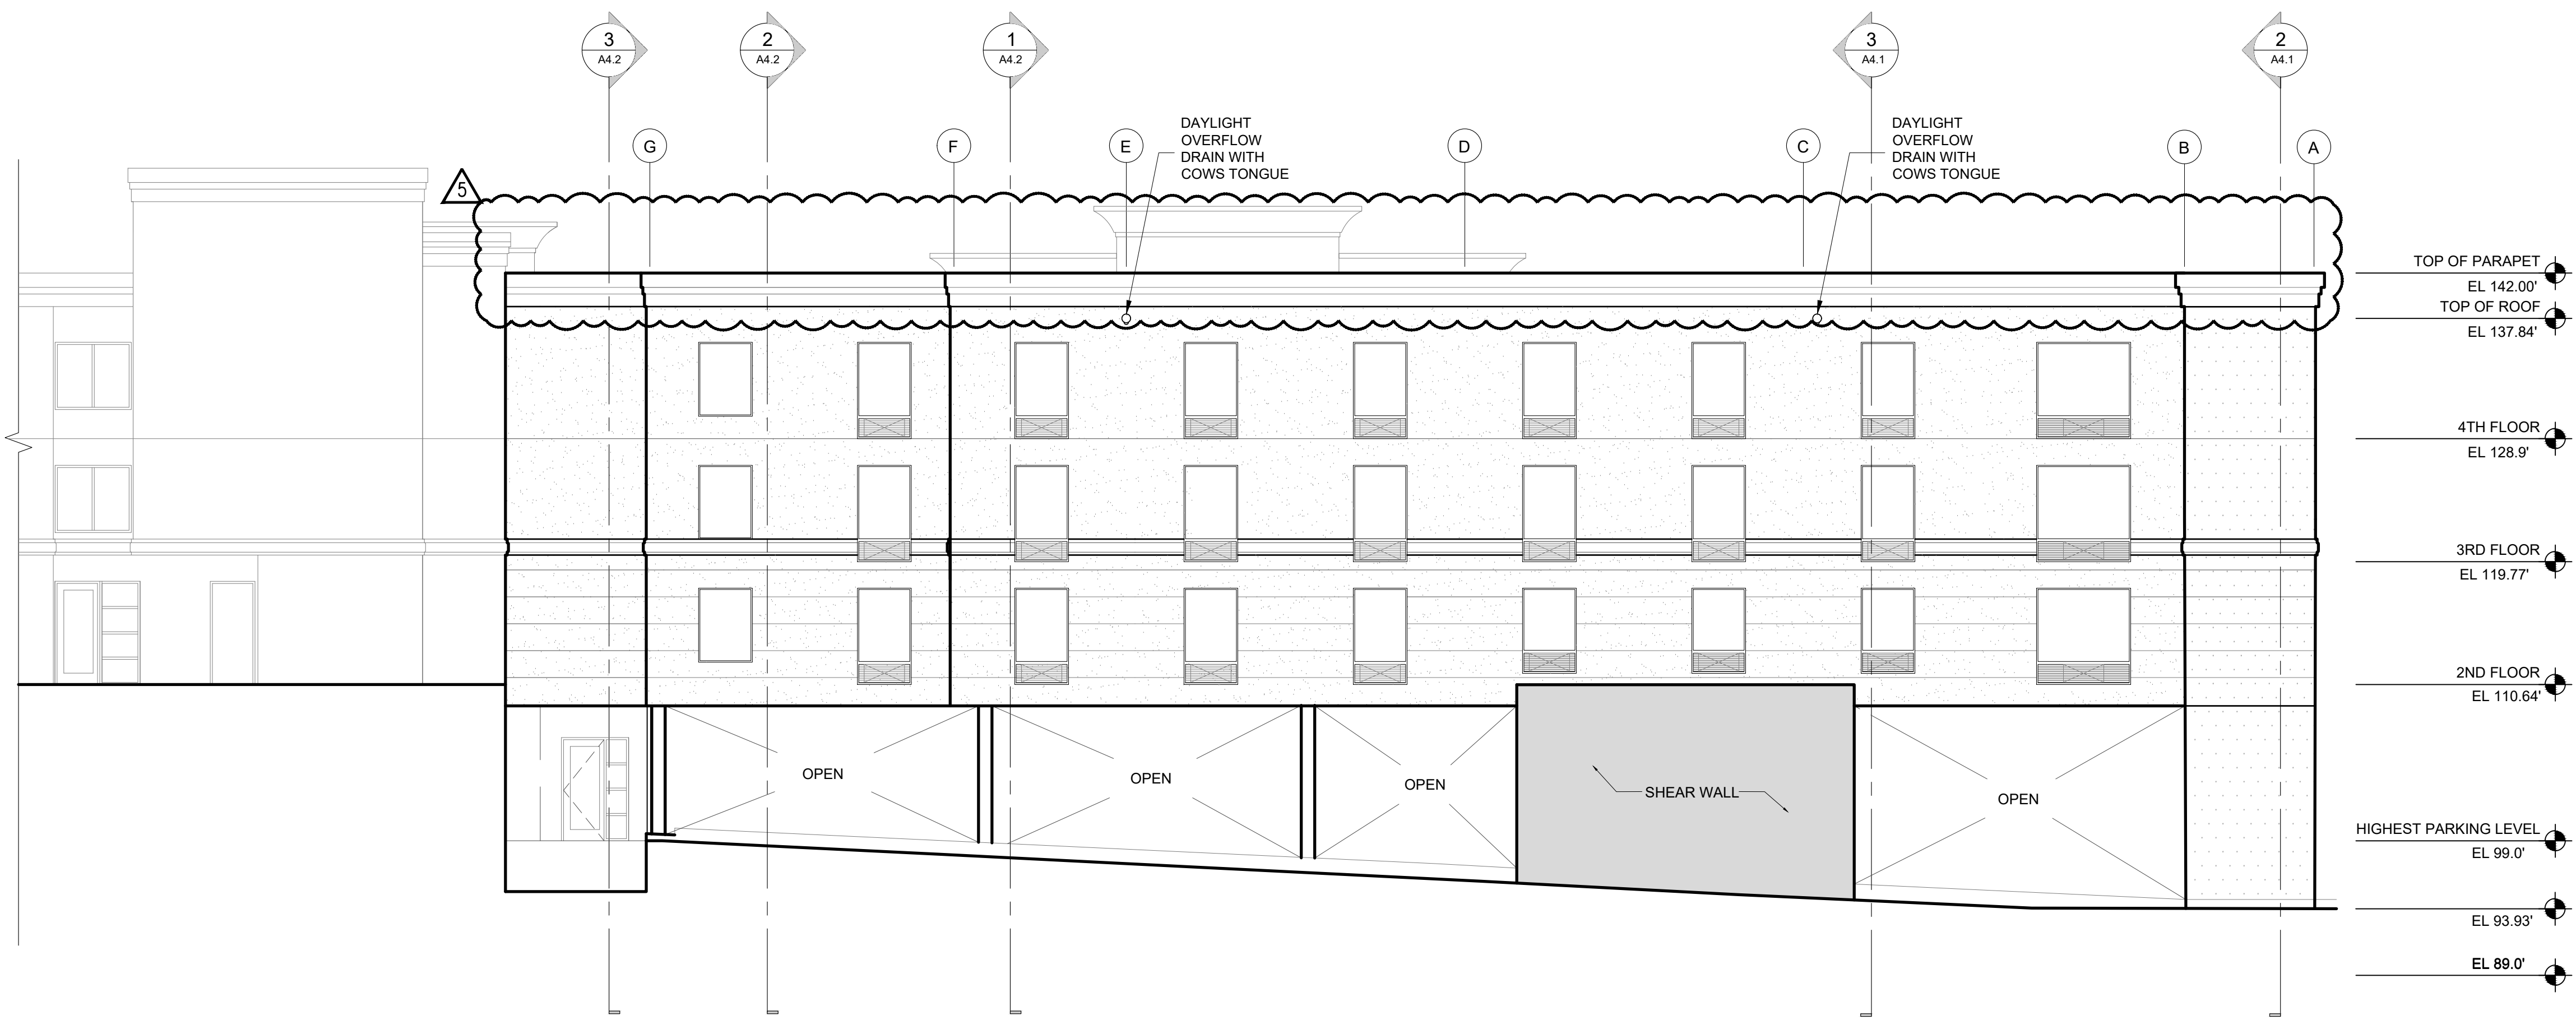 3
A4.2
2
A4.2
1
A4.2
3
A4.1
2
A4.1
G
F
E
D
C
B
A
DAYLIGHT
OVERFLOW
DRAIN WITH
COWS TONGUE
DAYLIGHT
OVERFLOW
DRAIN WITH
COWS TONGUE
5
TOP OF PARAPET
EL 142.00'
TOP OF ROOF
EL 137.84'
4TH FLOOR
EL 128.9'
3RD FLOOR
EL 119.77'
2ND FLOOR
EL 110.64'
OPEN
OPEN
OPEN
SHEAR WALL
OPEN
HIGHEST PARKING LEVEL
EL 99.0'
EL 93.93'
EL 89.0'